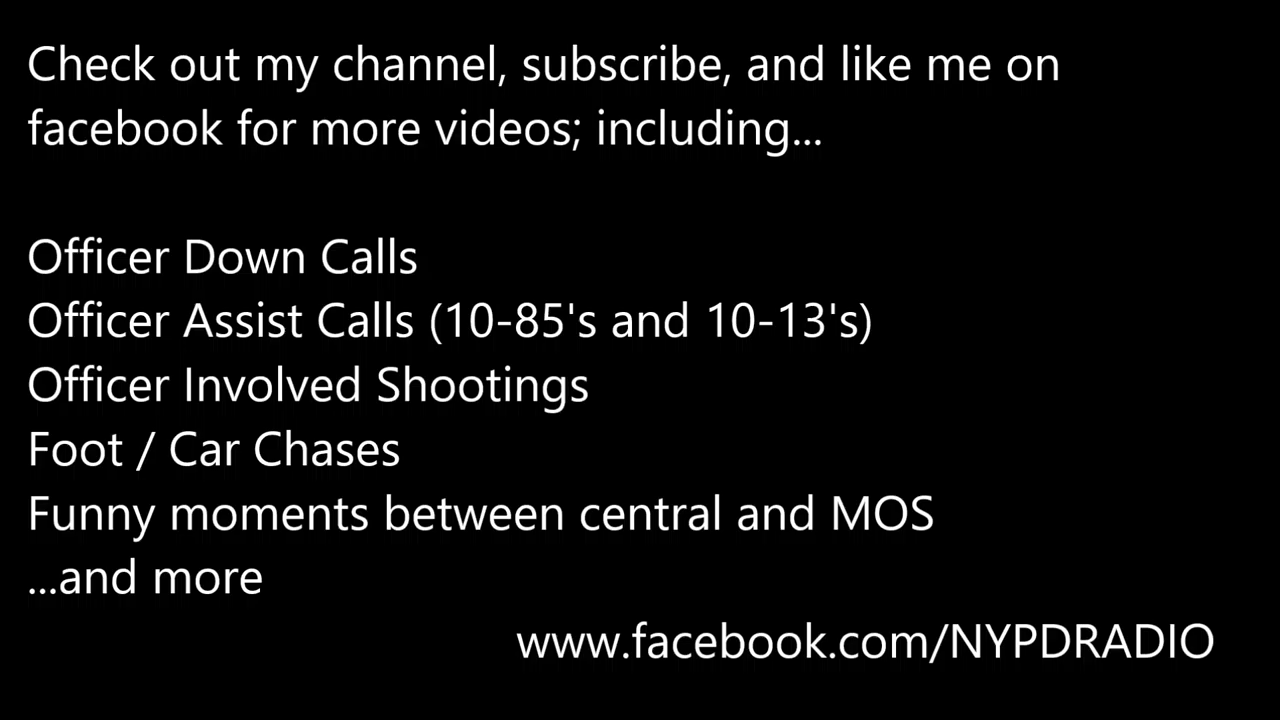 Check out my channel, subscribe, and like me on
facebook for more videos; including...
Officer Down Calls
Officer Assist Calls (10-85's and 10-13's)
Officer Involved Shootings
Foot / Car Chases
Funny moments between central and MOS
...and more
www.facebook.com/NYPDRADIO